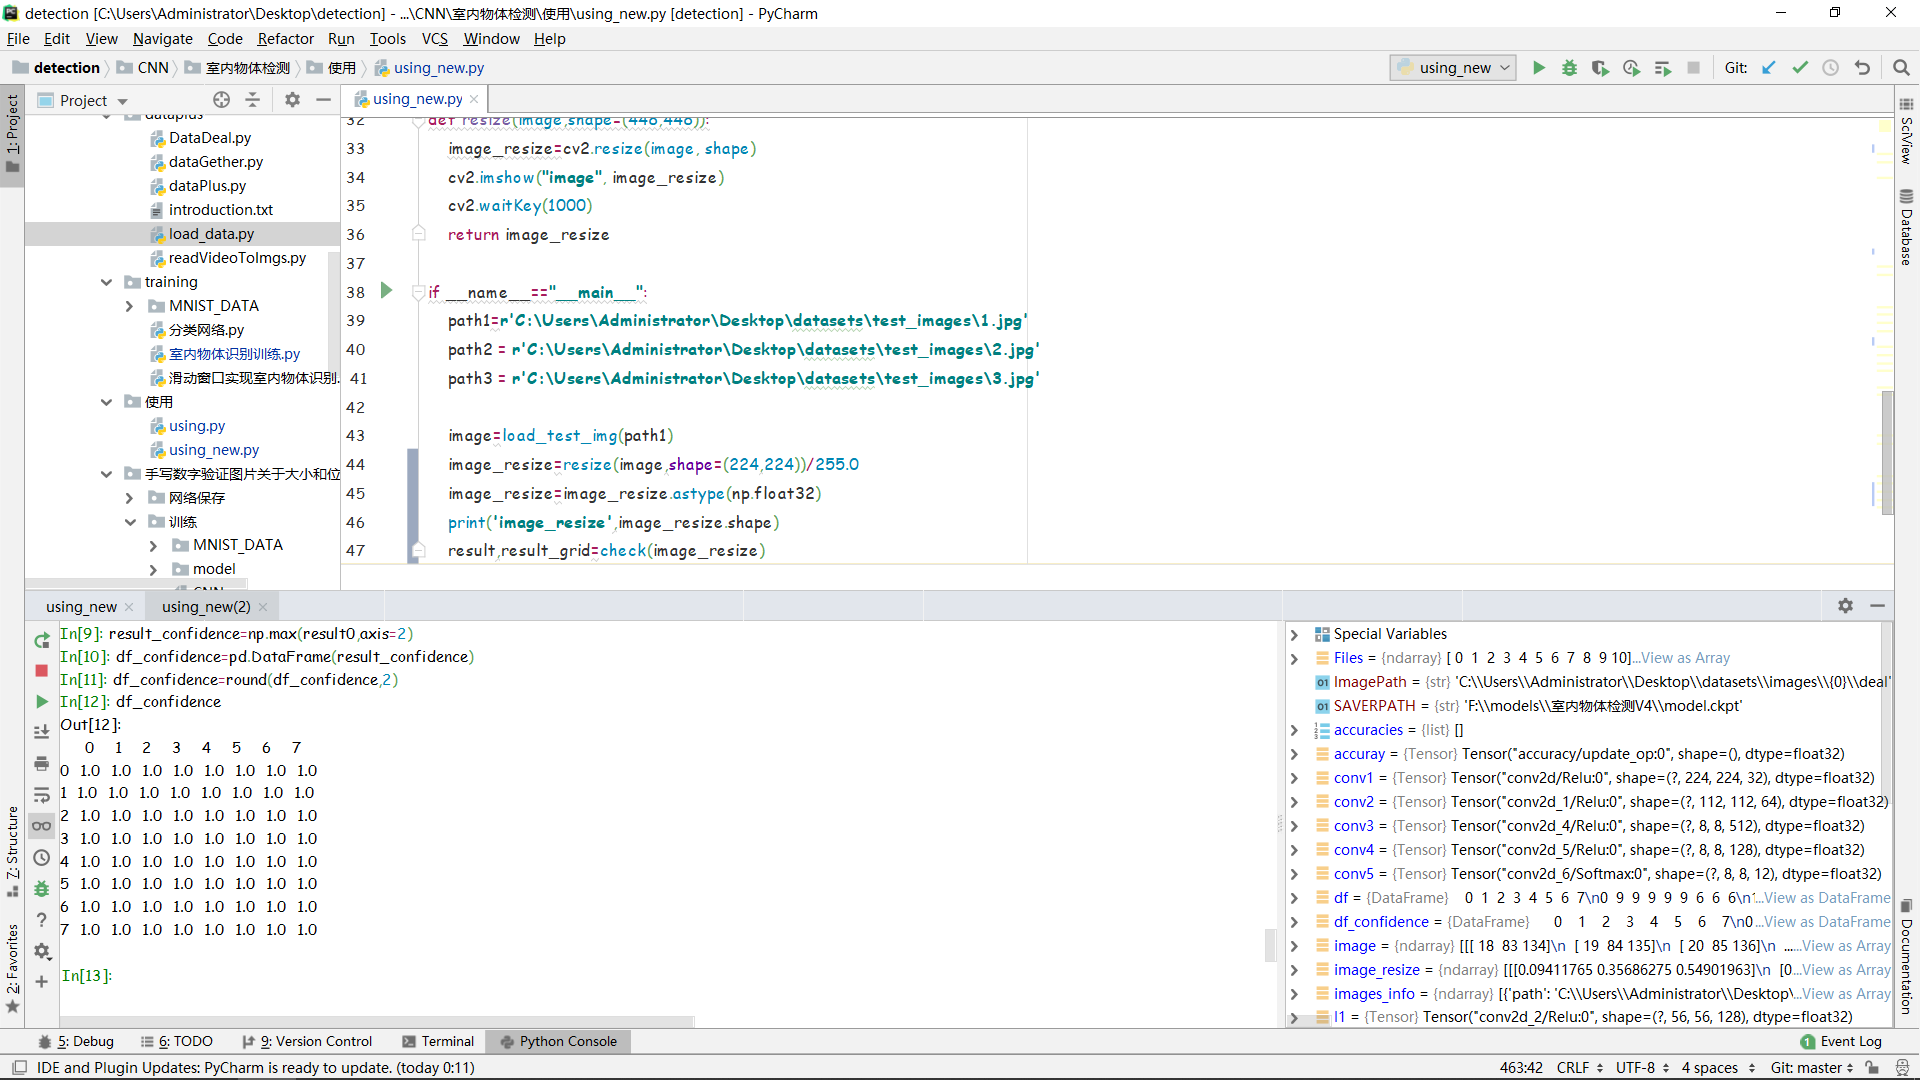 detection [C:\Users\Administrator\Desktop\detection] - ...\CNN\室内物体检测\使用\using_new.py [detection] - PyCharm
File Edit View Navigate Code Refactor Run Tools VCS Window Help
detection CNN 室内物体检测 使用 using_new.py using_new Git:
1: Project
Project
using_new.py
dataplus
DataDeal.py
dataGether.py
dataPlus.py
introduction.txt
load_data.py
readVideoToImgs.py
training
MNIST_DATA
分类网络.py
室内物体识别训练.py
滑动窗口实现室内物体识别.
使用
using.py
using_new.py
手写数字验证图片关于大小和位
网络保存
训练
MNIST_DATA
model
CNN
32 def resize(image,shape=(448,448)):
33 image_resize=cv2.resize(image, shape)
34 cv2.imshow("image", image_resize)
35 cv2.waitKey(1000)
36 return image_resize
37
38 if __name__=="__main__":
39 path1=r'C:\Users\Administrator\Desktop\datasets\test_images\1.jpg'
40 path2 = r'C:\Users\Administrator\Desktop\datasets\test_images\2.jpg'
41 path3 = r'C:\Users\Administrator\Desktop\datasets\test_images\3.jpg'
42
43 image=load_test_img(path1)
44 image_resize=resize(image,shape=(224,224))/255.0
45 image_resize=image_resize.astype(np.float32)
46 print('image_resize',image_resize.shape)
47 result,result_grid=check(image_resize)
SciView
Database
Documentation
using_new using_new(2)
In[9]: result_confidence=np.max(result0,axis=2)
In[10]: df_confidence=pd.DataFrame(result_confidence)
In[11]: df_confidence=round(df_confidence,2)
In[12]: df_confidence
Out[12]:
0 1 2 3 4 5 6 7
0 1.0 1.0 1.0 1.0 1.0 1.0 1.0 1.0
1 1.0 1.0 1.0 1.0 1.0 1.0 1.0 1.0
2 1.0 1.0 1.0 1.0 1.0 1.0 1.0 1.0
3 1.0 1.0 1.0 1.0 1.0 1.0 1.0 1.0
4 1.0 1.0 1.0 1.0 1.0 1.0 1.0 1.0
5 1.0 1.0 1.0 1.0 1.0 1.0 1.0 1.0
6 1.0 1.0 1.0 1.0 1.0 1.0 1.0 1.0
7 1.0 1.0 1.0 1.0 1.0 1.0 1.0 1.0
In[13]:
Special Variables
Files = {ndarray} [ 0 1 2 3 4 5 6 7 8 9 10]...View as Array
ImagePath = {str} 'C:\\Users\\Administrator\\Desktop\\datasets\\images\\{0}\\deal'
SAVERPATH = {str} 'F:\\models\\室内物体检测V4\\model.ckpt'
accuracies = {list} []
accuray = {Tensor} Tensor("accuracy/update_op:0", shape=(), dtype=float32)
conv1 = {Tensor} Tensor("conv2d/Relu:0", shape=(?, 224, 224, 32), dtype=float32)
conv2 = {Tensor} Tensor("conv2d_1/Relu:0", shape=(?, 112, 112, 64), dtype=float32)
conv3 = {Tensor} Tensor("conv2d_4/Relu:0", shape=(?, 8, 8, 512), dtype=float32)
conv4 = {Tensor} Tensor("conv2d_5/Relu:0", shape=(?, 8, 8, 128), dtype=float32)
conv5 = {Tensor} Tensor("conv2d_6/Softmax:0", shape=(?, 8, 8, 12), dtype=float32)
df = {DataFrame} 0 1 2 3 4 5 6 7\n0 9 9 9 9 9 6 6 6\n1...View as DataFrame
df_confidence = {DataFrame} 0 1 2 3 4 5 6 7\n0...View as DataFrame
image = {ndarray} [[[ 18 83 134]\n [ 19 84 135]\n [ 20 85 136]\n ......View as Array
image_resize = {ndarray} [[[0.09411765 0.35686275 0.54901963]\n [0...View as Array
images_info = {ndarray} [{'path': 'C:\\Users\\Administrator\\Desktop\...View as Array
l1 = {Tensor} Tensor("conv2d_2/Relu:0", shape=(?, 56, 56, 128), dtype=float32)
7: Structure
2: Favorites
5: Debug 6: TODO 9: Version Control Terminal Python Console 1 Event Log
IDE and Plugin Updates: PyCharm is ready to update. (today 0:11) 463:42 CRLF UTF-8 4 spaces Git: master